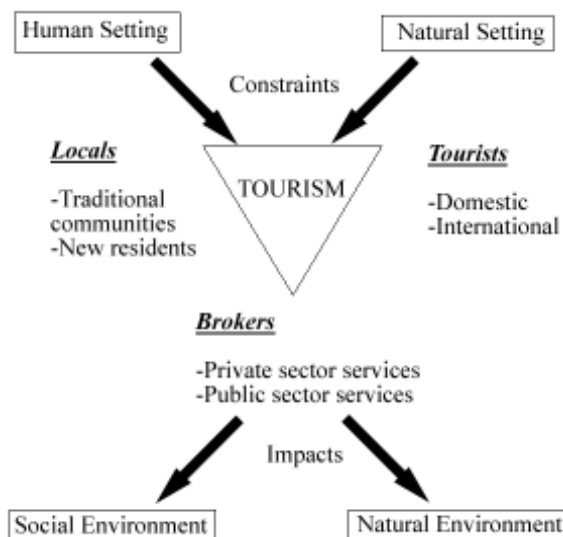 Human Setting
Natural Setting
Constraints
Locals
-Traditional
communities
-New residents
TOURISM
Tourists
-Domestic
-International
Brokers
-Private sector services
-Public sector services
Impacts
Social Environment
Natural Environment